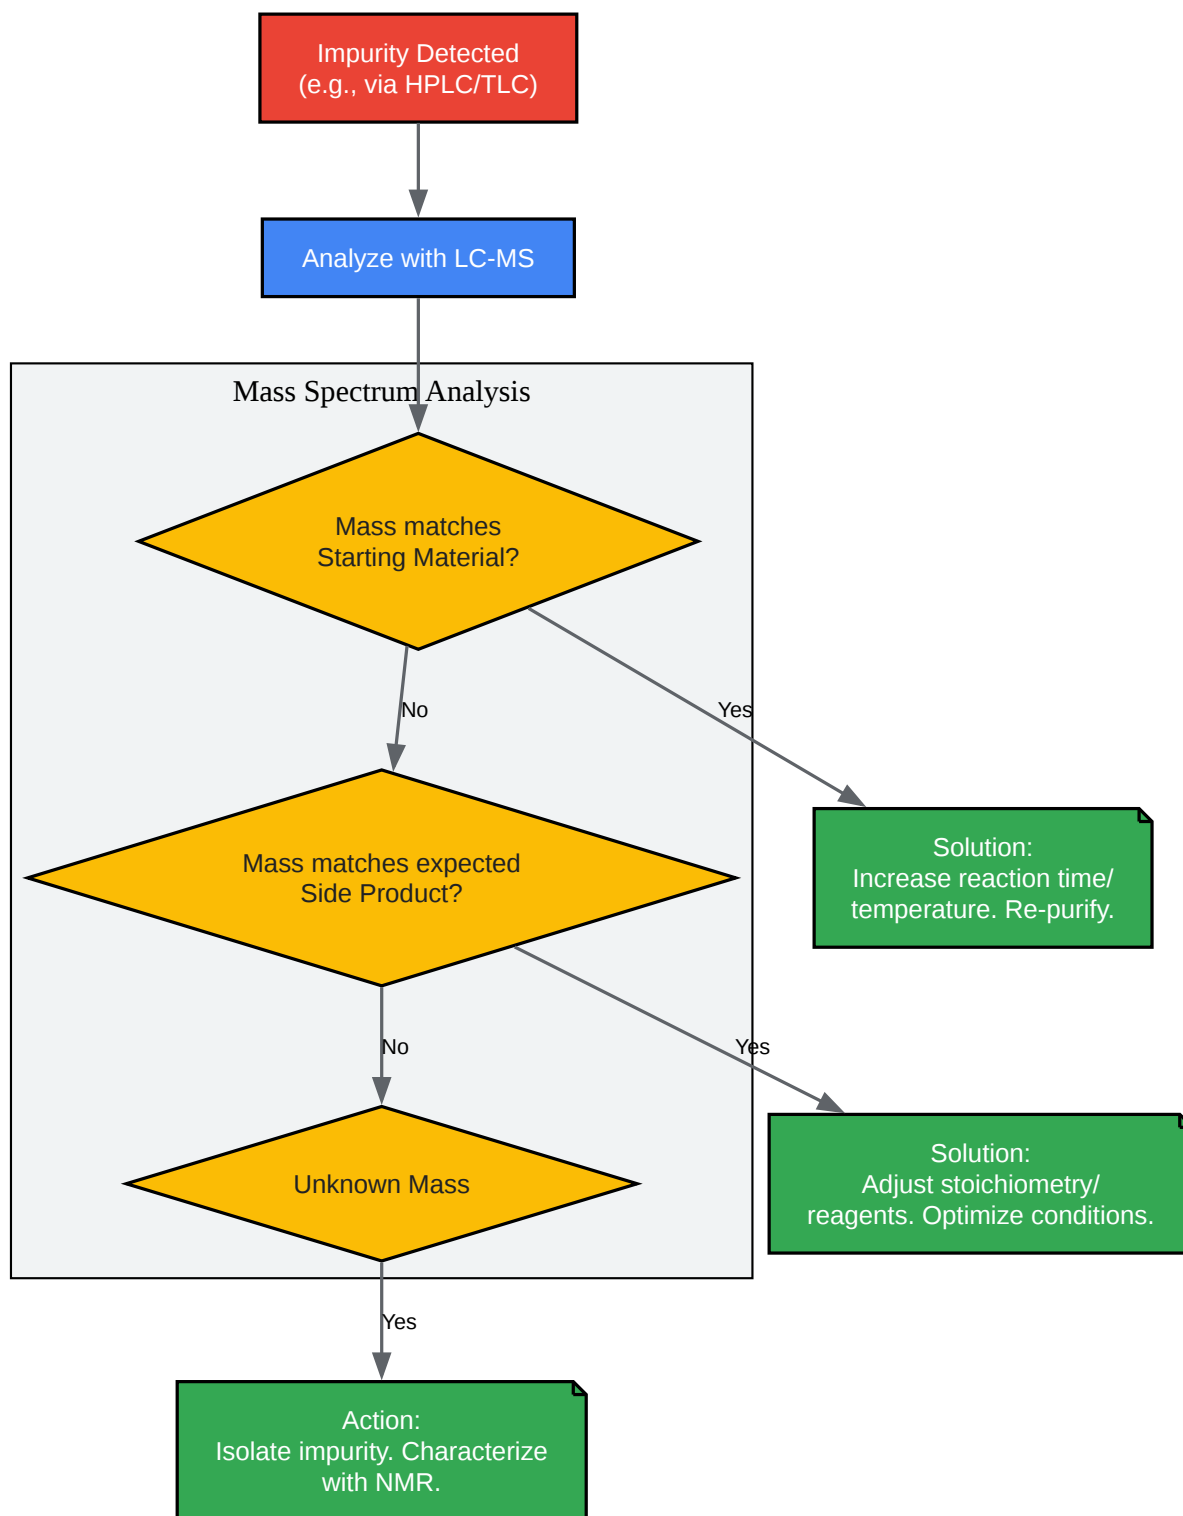 Impurity Detected
(e.g., via HPLC/TLC)
Analyze with LC-MS
Mass Spectrum Analysis
Mass matches
Starting Material?
No
Yes
Solution:
Increase reaction time/
temperature. Re-purify.
Mass matches expected
Side Product?
No
Yes
Solution:
Adjust stoichiometry/
reagents. Optimize conditions.
Unknown Mass
Yes
Action:
Isolate impurity. Characterize
with NMR.